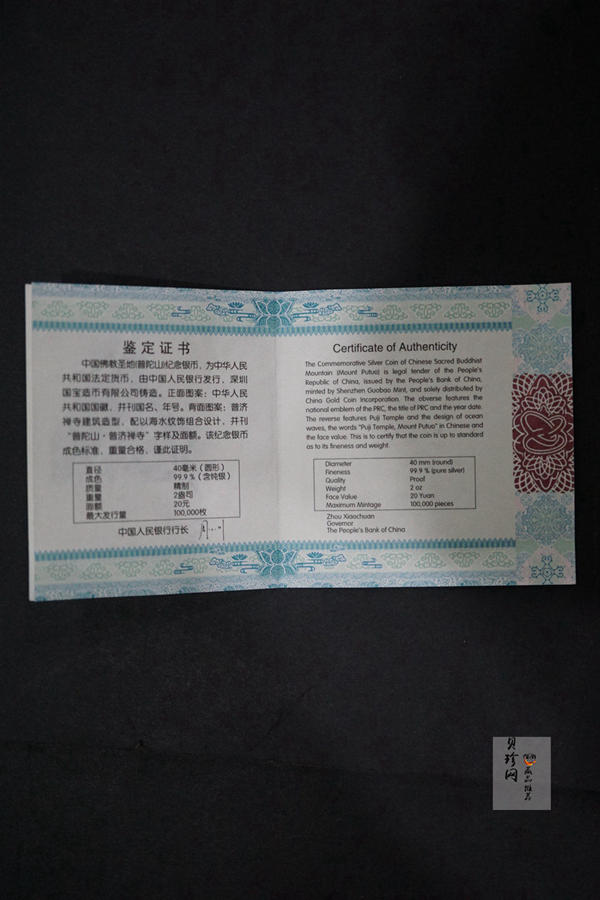 鉴定证书
中国佛教圣地(普陀山)纪念银币，为中华人民
共和国法定货币，由中国人民银行发行，深圳
国宝造币有限公司铸造。正面图案：中华人民
共和国国徽，并刊国名、年号。背面图案：普济
禅寺建筑造型，配以海水纹饰组合设计，并刊
“普陀山·普济禅寺”字样及面额。该纪念银币
成色标准，重量合格，谨此证明。
直径 40毫米（圆形）
成色 99.9％（含纯银）
质量 精制
重量 2盎司
面额 20元
最大发行量 100,000枚
中国人民银行行长
Certificate of Authenticity
The Commemorative Silver Coin of Chinese Sacred Buddhist
Mountain (Mount Putuo) is legal tender of the People's
Republic of China, issued by the People's Bank of China,
minted by Shenzhen Guobao Mint, and solely distributed by
China Gold Coin Incorporation. The obverse features the
national emblem of the PRC, the title of PRC and the year date.
The reverse features Puji Temple and the design of ocean
waves, the words "Puji Temple, Mount Putuo" in Chinese and
the face value. This is to certify that the coin is up to standard
as to its fineness and weight.
Diameter 40 mm (round)
Fineness 99.9 % (pure silver)
Quality Proof
Weight 2 oz
Face Value 20 Yuan
Maximum Mintage 100,000 pieces
Zhou Xiaochuan
Governor
The People's Bank of China
贝珍网
藏品推荐